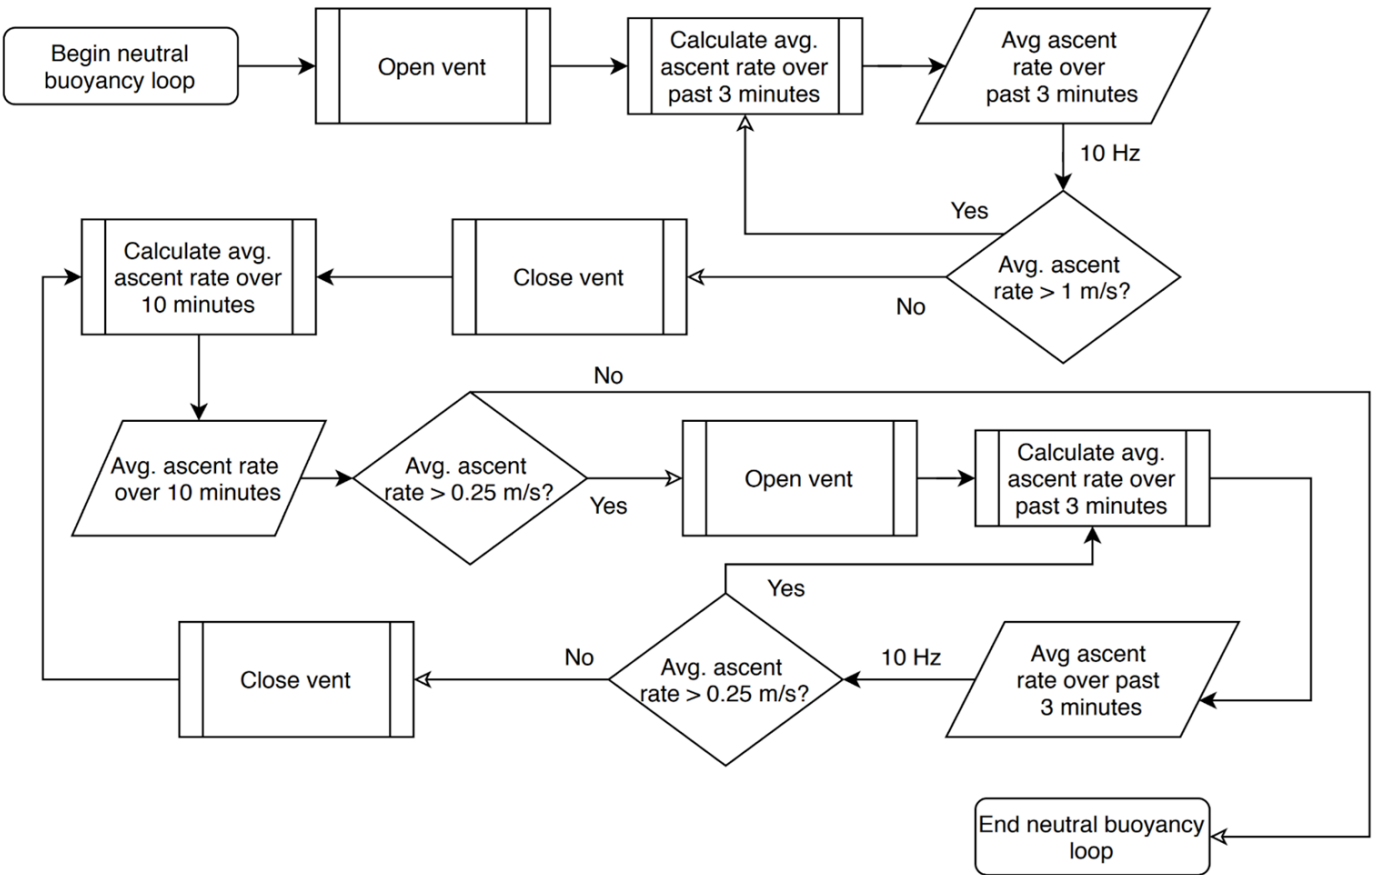 Begin neutral
buoyancy loop
Open vent
Calculate avg.
ascent rate over
past 3 minutes
Avg ascent
rate over
past 3 minutes
10 Hz
Yes
Avg. ascent
rate > 1 m/s?
No
Close vent
Calculate avg.
ascent rate over
10 minutes
No
Avg. ascent rate
over 10 minutes
Avg. ascent
rate > 0.25 m/s?
Yes
Open vent
Calculate avg.
ascent rate over
past 3 minutes
Yes
Avg ascent
rate over past
3 minutes
10 Hz
Avg. ascent
rate > 0.25 m/s?
No
Close vent
End neutral buoyancy
loop